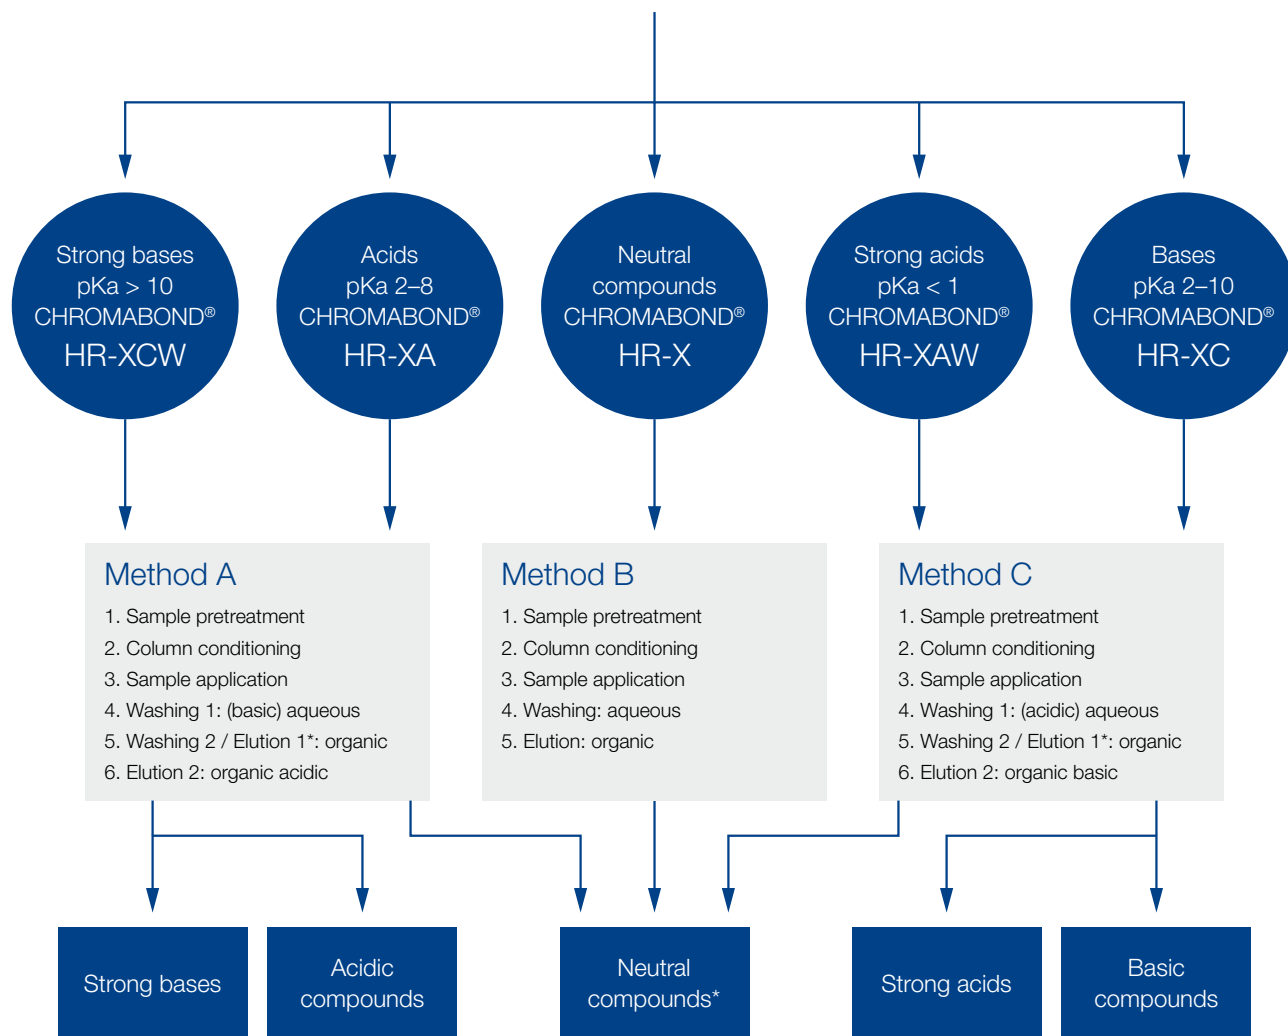 Strong bases
pKa > 10
CHROMABOND®
HR-XCW
Acids
pKa 2–8
CHROMABOND®
HR-XA
Neutral
compounds
CHROMABOND®
HR-X
Strong acids
pKa < 1
CHROMABOND®
HR-XAW
Bases
pKa 2–10
CHROMABOND®
HR-XC
Method A
1. Sample pretreatment
2. Column conditioning
3. Sample application
4. Washing 1: (basic) aqueous
5. Washing 2 / Elution 1*: organic
6. Elution 2: organic acidic
Method B
1. Sample pretreatment
2. Column conditioning
3. Sample application
4. Washing: aqueous
5. Elution: organic
Method C
1. Sample pretreatment
2. Column conditioning
3. Sample application
4. Washing 1: (acidic) aqueous
5. Washing 2 / Elution 1*: organic
6. Elution 2: organic basic
Strong bases
Acidic
compounds
Neutral
compounds*
Strong acids
Basic
compounds